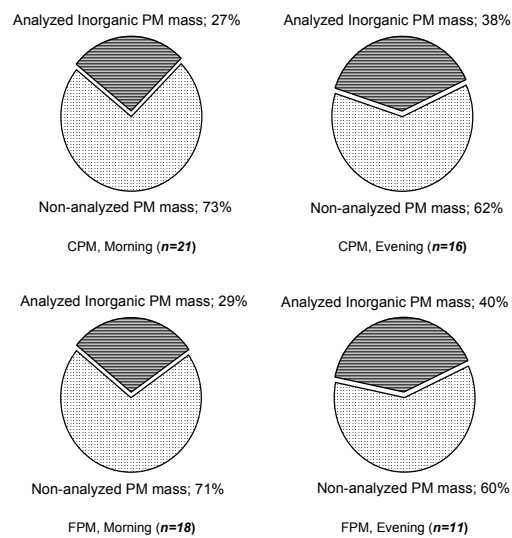 Analyzed Inorganic PM mass; 27%
Non-analyzed PM mass; 73%
CPM, Morning (n=21)
Analyzed Inorganic PM mass; 38%
Non-analyzed PM mass; 62%
CPM, Evening (n=16)
Analyzed Inorganic PM mass; 29%
Non-analyzed PM mass; 71%
FPM, Morning (n=18)
Analyzed Inorganic PM mass; 40%
Non-analyzed PM mass; 60%
FPM, Evening (n=11)